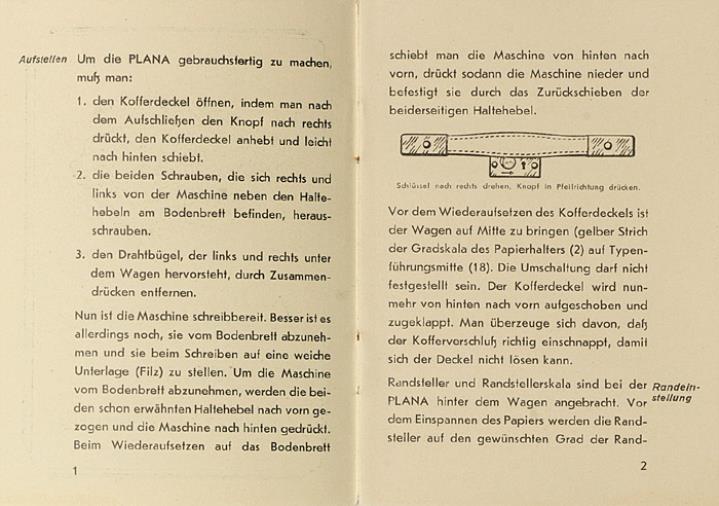 Aufstellen
Um die PLANA gebrauchsfertig zu machen,
muß man:
1. den Kofferdeckel öffnen, indem man nach
dem Aufschließen den Knopf nach rechts
drückt, den Kofferdeckel anhebt und leicht
nach hinten schiebt.
2. die beiden Schrauben, die sich rechts und
links von der Maschine neben den Halte-
hebeln am Bodenbrett befinden, heraus-
schrauben.
3. den Drahtbügel, der links und rechts unter
dem Wagen hervorsteht, durch Zusammen-
drücken entfernen.
Nun ist die Maschine schreibbereit. Besser ist es
allerdings noch, sie vom Bodenbrett abzuneh-
men und sie beim Schreiben auf eine weiche
Unterlage (Filz) zu stellen. Um die Maschine
vom Bodenbrett abzunehmen, werden die bei-
den schon erwähnten Haltehebel nach vorn ge-
zogen und die Maschine nach hinten gedrückt.
Beim Wiederaufsetzen auf das Bodenbrett
1
schiebt man die Maschine von hinten nach
vorn, drückt sodann die Maschine nieder und
befestigt sie durch das Zurückschieben der
beiderseitigen Haltehebel.
Schlüssel nach rechts drehen, Knopf in Pfeilrichtung drücken.
Vor dem Wiederaufsetzen des Kofferdeckels ist
der Wagen auf Mitte zu bringen (gelber Strich
der Gradskala des Papierhalters (2) auf Typen-
führungsmitte (18). Die Umschaltung darf nicht
festgestellt sein. Der Kofferdeckel wird nun-
mehr von hinten nach vorn aufgeschoben und
zugeklappt. Man überzeuge sich davon, daß
der Kofferverschluß richtig einschnappt, damit
sich der Deckel nicht lösen kann.
Randsteller und Randstellerskala sind bei der
PLANA hinter dem Wagen angebracht. Vor
dem Einspannen des Papiers werden die Rand-
steller auf den gewünschten Grad der Rand-
Randein-
stellung
2